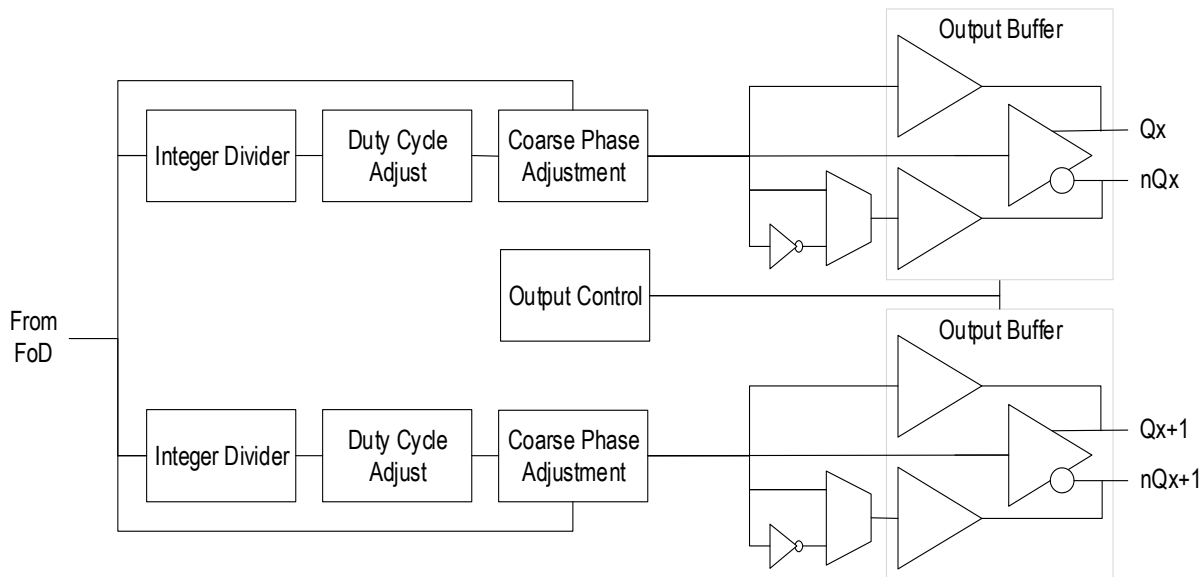 Output Buffer
Integer Divider
Duty Cycle
Adjust
Coarse Phase
Adjustment
Qx
nQx
Output Control
From
FoD
Output Buffer
Integer Divider
Duty Cycle
Adjust
Coarse Phase
Adjustment
Qx+1
nQx+1